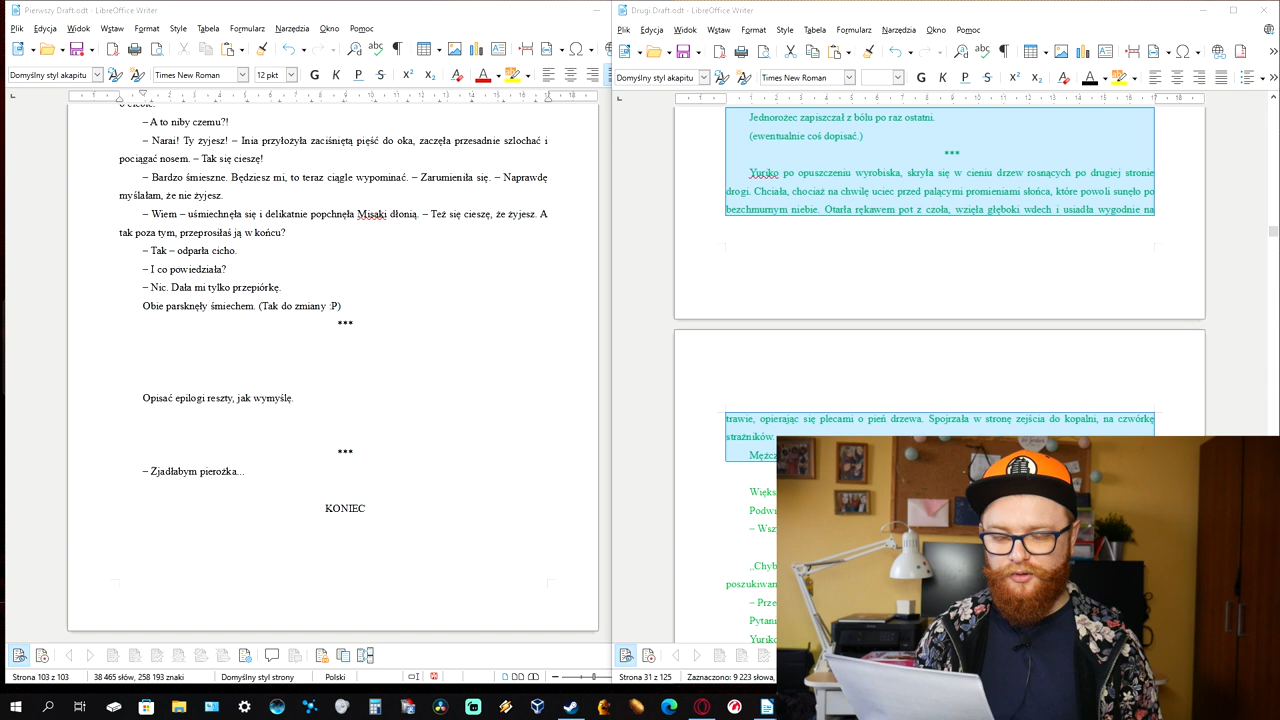 Pierwszy Draft.odt - LibreOffice Writer
Plik Edycja Widok Wstaw Format Style Tabela Formularz Narzędzia Okno Pomoc
Domyślny styl akapitu Times New Roman 12 pkt
– A to niby czemu?!
– Narai! Ty żyjesz! – Inia przyłożyła zaciśniętą pięść do oka, zaczęła przesadnie szlochać i
pociągać nosem. – Tak się cieszę!
– Bardzo śmieszne. Będziesz mi, to teraz ciągle wypominać. – Zarumieniła się. – Naprawdę
myślałam, że nie żyjesz.
– Wiem – uśmiechnęła się i delikatnie popchnęła Misaki dłonią. – Też się cieszę, że żyjesz. A
tak poza tym, przeprosiłaś ją w końcu?
– Tak – odparła cicho.
– I co powiedziała?
– Nic. Dała mi tylko przepiórkę.
Obie parsknęły śmiechem. (Tak do zmiany :P)
***
Opisać epilogi reszty, jak wymyślę.
***
– Zjadłabym pierożka...
KONIEC
Strona 103 z 103 38 465 słów, 258 193 znaki Domyślny styl strony Polski
Drugi Draft.odt - LibreOffice Writer
Plik Edycja Widok Wstaw Format Style Tabela Formularz Narzędzia Okno Pomoc
Domyślny styl akapitu Times New Roman
Jednorożec zapiszczał z bólu po raz ostatni.
(ewentualnie coś dopisać.)
***
Yuriko po opuszczeniu wyrobiska, skryła się w cieniu drzew rosnących po drugiej stronie
drogi. Chciała, chociaż na chwilę uciec przed palącymi promieniami słońca, które powoli sunęło po
bezchmurnym niebie. Otarła rękawem pot z czoła, wzięła głęboki wdech i usiadła wygodnie na
trawie, opierając się plecami o pień drzewa. Spojrzała w stronę zejścia do kopalni, na czwórkę
strażników.
– Prze
Yuriko
Strona 31 z 125 Zaznaczono: 9 223 słowa,